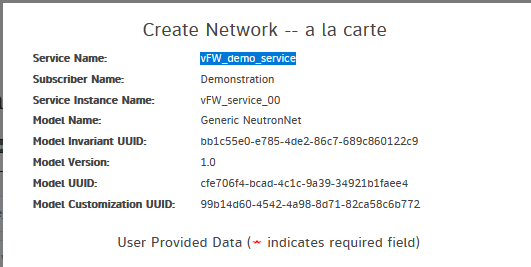 Create Network -- a la carte
Service Name: vFW_demo_service
Subscriber Name: Demonstration
Service Instance Name: vFW_service_00
Model Name: Generic NeutronNet
Model Invariant UUID: bb1c55e0-e785-4de2-86c7-689c860122c9
Model Version: 1.0
Model UUID: cfe706f4-bcad-4c1c-9a39-34921b1faee4
Model Customization UUID: 99b14d60-4542-4a98-8d71-82ca58c6b772
User Provided Data (* indicates required field)